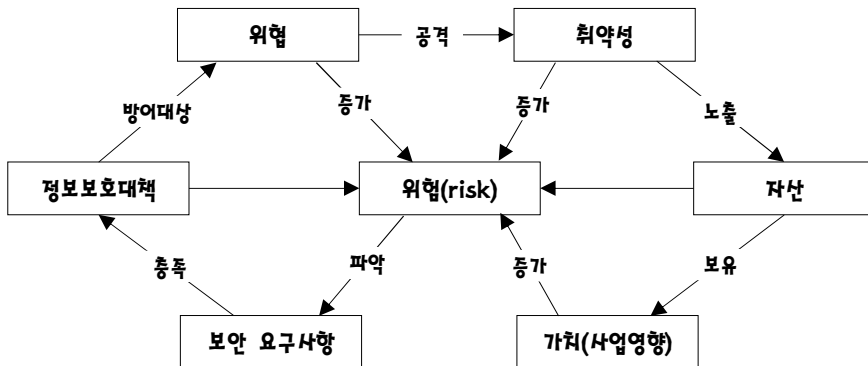 위협
공격
취약성
방어대상
증가
증가
노출
정보보호대책
위험(risk)
자산
충족
파악
증가
보유
보안 요구사항
가치(사업영향)